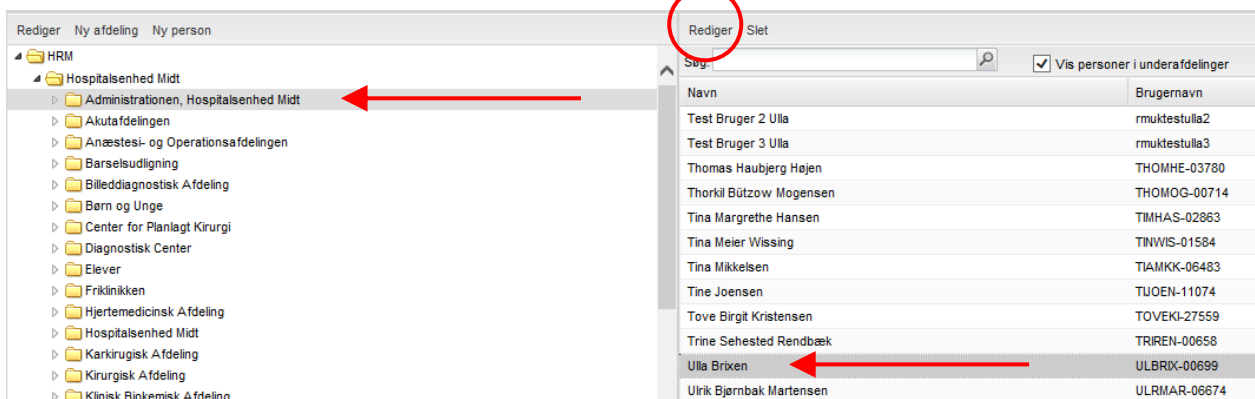 Rediger Ny afdeling Ny person
HRM
Hospitalsenhed Midt
Administrationen, Hospitalsenhed Midt
Akutafdelingen
Anæstesi- og Operationsafdelingen
Barselsudligning
Billeddiagnostisk Afdeling
Børn og Unge
Center for Planlagt Kirurgi
Diagnostisk Center
Elever
Friklinikken
Hjertemedicinsk Afdeling
Hospitalsenhed Midt
Karkirugisk Afdeling
Kirurgisk Afdeling
Klinisk Biokemisk Afdeling
Rediger Slet
Søg: Vis personer i underafdelinger
Navn Brugernavn
Test Bruger 2 Ulla rmuktestulla2
Test Bruger 3 Ulla rmuktestulla3
Thomas Haubjerg Højen THOMHE-03780
Thorkil Bützow Mogensen THOMOG-00714
Tina Margrethe Hansen TIMHAS-02863
Tina Meier Wissing TINWIS-01584
Tina Mikkelsen TIAMKK-06483
Tine Joensen TIJOEN-11074
Tove Birgit Kristensen TOVEKI-27559
Trine Sehested Rendbæk TRIREN-00658
Ulla Brixen ULBRIX-00699
Ulrik Bjørnbak Martensen ULRMAR-06674